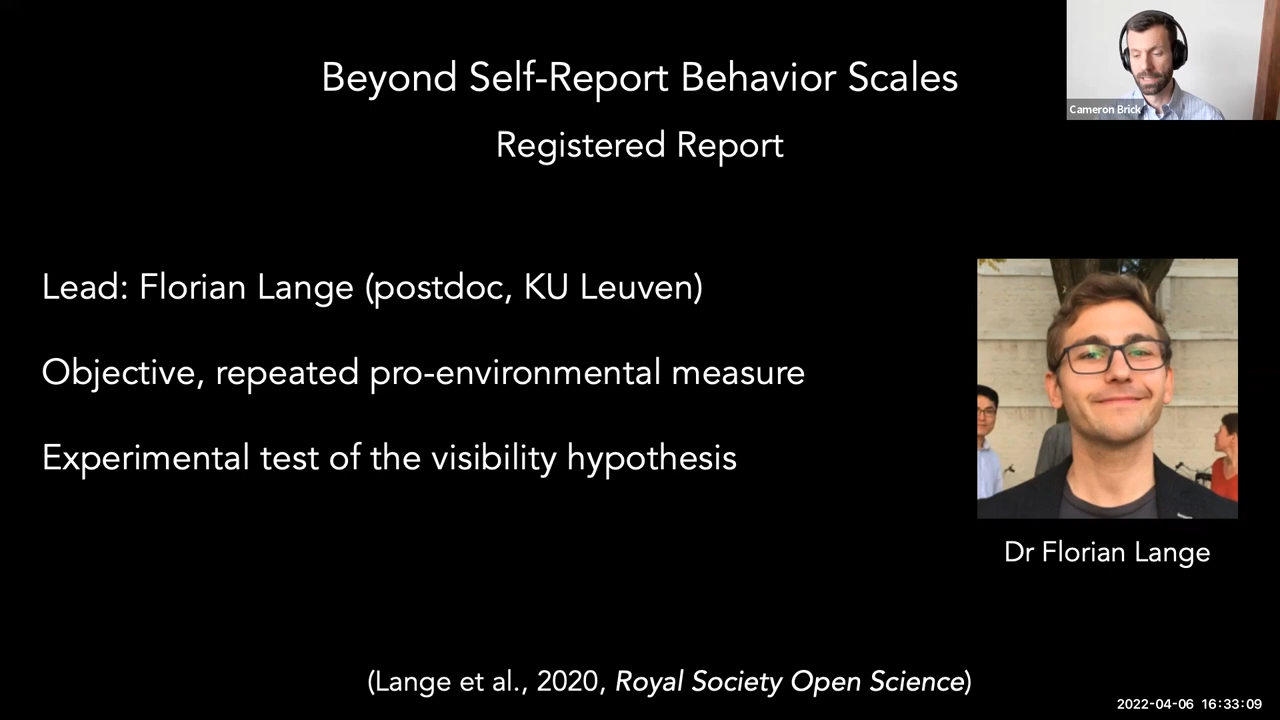 Beyond Self-Report Behavior Scales
Cameron Brick
Registered Report
Lead: Florian Lange (postdoc, KU Leuven)
Objective, repeated pro-environmental measure
Experimental test of the visibility hypothesis
Dr Florian Lange
(Lange et al., 2020, Royal Society Open Science)
2022-04-06 16:33:09